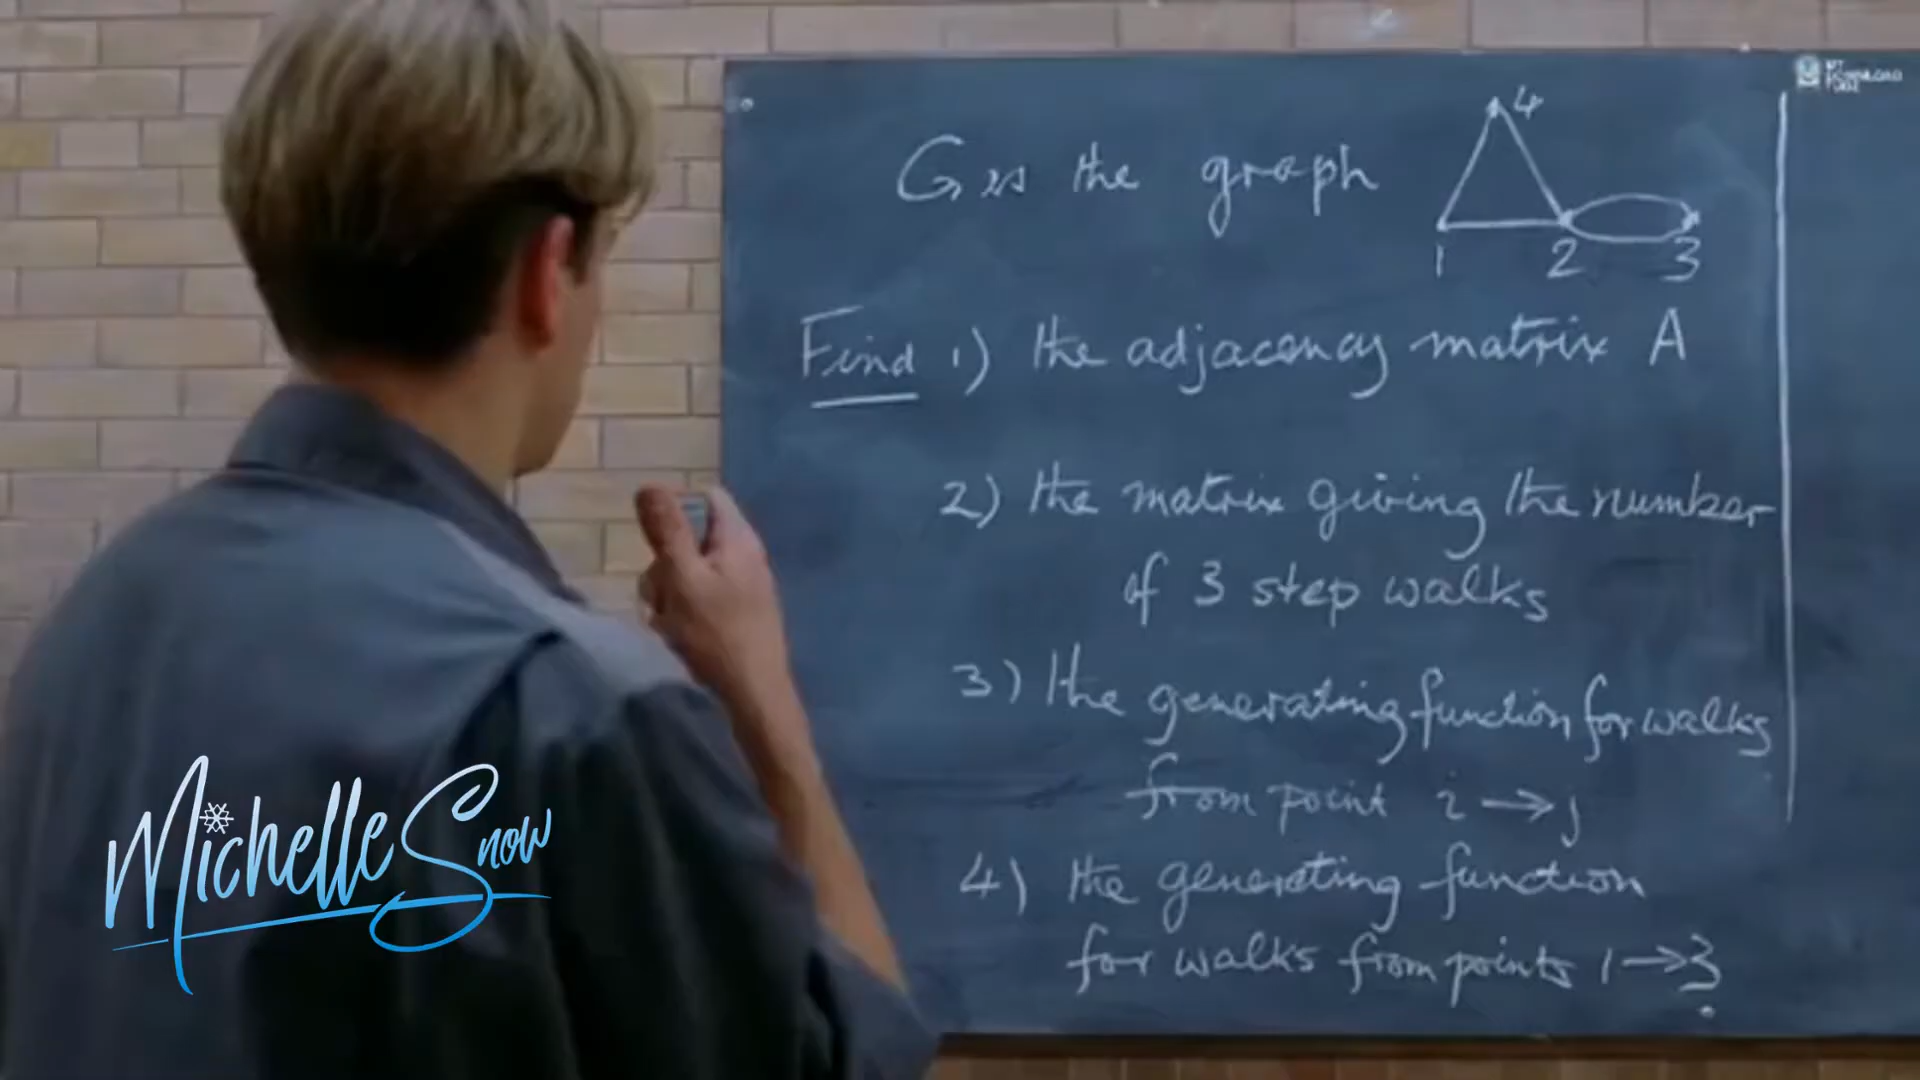 G is the graph
4
1 2 3
Find 1) the adjacency matrix A
2) the matrix giving the number
of 3 step walks
3) the generating function for walks
from point i → j
4) the generating function
for walks from points 1 → 3
Michelle Snow